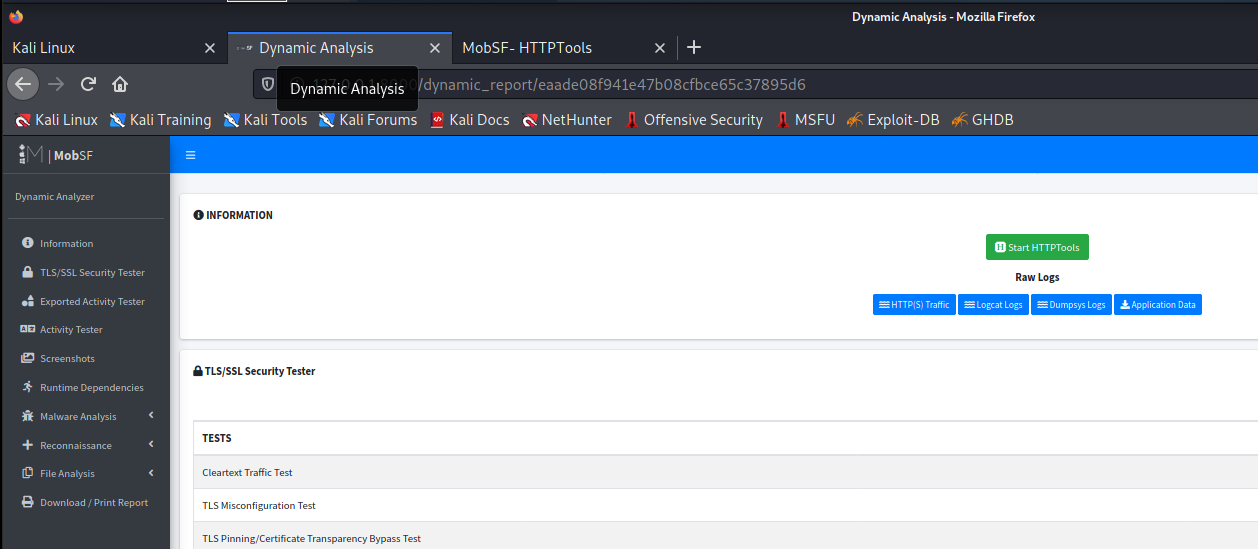 Dynamic Analysis - Mozilla Firefox
Kali Linux
Dynamic Analysis
MobSF- HTTPTools
/dynamic_report/eaade08f941e47b08cfbce65c37895d6
Dynamic Analysis
Kali Linux Kali Training Kali Tools Kali Forums Kali Docs NetHunter Offensive Security MSFU Exploit-DB GHDB
M | MobSF
Dynamic Analyzer
Information
TLS/SSL Security Tester
Exported Activity Tester
Activity Tester
Screenshots
Runtime Dependencies
Malware Analysis
Reconnaissance
File Analysis
Download / Print Report
INFORMATION
Start HTTPTools
Raw Logs
HTTP(S) Traffic Logcat Logs Dumpsys Logs Application Data
TLS/SSL Security Tester
TESTS
Cleartext Traffic Test
TLS Misconfiguration Test
TLS Pinning/Certificate Transparency Bypass Test